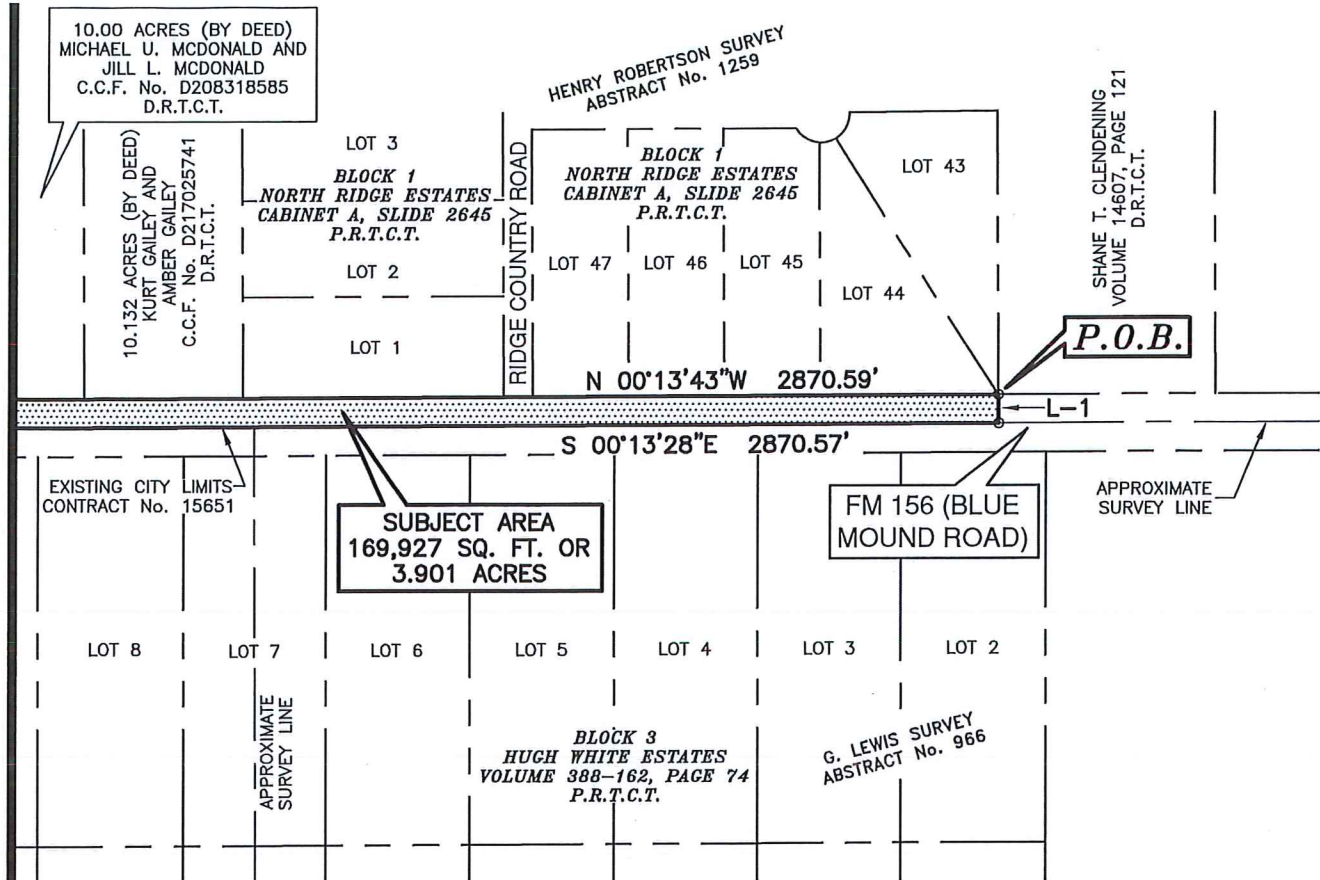 10.00 ACRES (BY DEED)
MICHAEL U. MCDONALD AND
JILL L. MCDONALD
C.C.F. No. D208318585
D.R.T.C.T.
HENRY ROBERTSON SURVEY
ABSTRACT No. 1259
10.132 ACRES (BY DEED)
KURT GAILEY AND
AMBER GAILEY
C.C.F. No. D217025741
D.R.T.C.T.
LOT 3
BLOCK 1
NORTH RIDGE ESTATES
CABINET A, SLIDE 2645
P.R.T.C.T.
LOT 2
LOT 1
RIDGE COUNTRY ROAD
BLOCK 1
NORTH RIDGE ESTATES
CABINET A, SLIDE 2645
P.R.T.C.T.
LOT 47
LOT 46
LOT 45
LOT 44
LOT 43
SHANE T. CLENDENING
VOLUME 14607, PAGE 121
D.R.T.C.T.
P.O.B.
N 00°13'43"W 2870.59'
L-1
S 00°13'28"E 2870.57'
EXISTING CITY LIMITS
CONTRACT No. 15651
SUBJECT AREA
169,927 SQ. FT. OR
3.901 ACRES
FM 156 (BLUE
MOUND ROAD)
APPROXIMATE
SURVEY LINE
LOT 8
LOT 7
LOT 6
LOT 5
LOT 4
LOT 3
LOT 2
APPROXIMATE
SURVEY LINE
BLOCK 3
HUGH WHITE ESTATES
VOLUME 388-162, PAGE 74
P.R.T.C.T.
G. LEWIS SURVEY
ABSTRACT No. 966